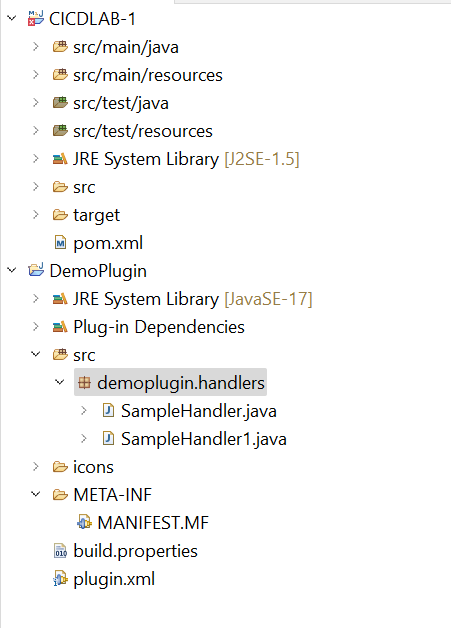 CICDLAB-1
src/main/java
src/main/resources
src/test/java
src/test/resources
JRE System Library [J2SE-1.5]
src
target
pom.xml
DemoPlugin
JRE System Library [JavaSE-17]
Plug-in Dependencies
src
demoplugin.handlers
SampleHandler.java
SampleHandler1.java
icons
META-INF
MANIFEST.MF
build.properties
plugin.xml